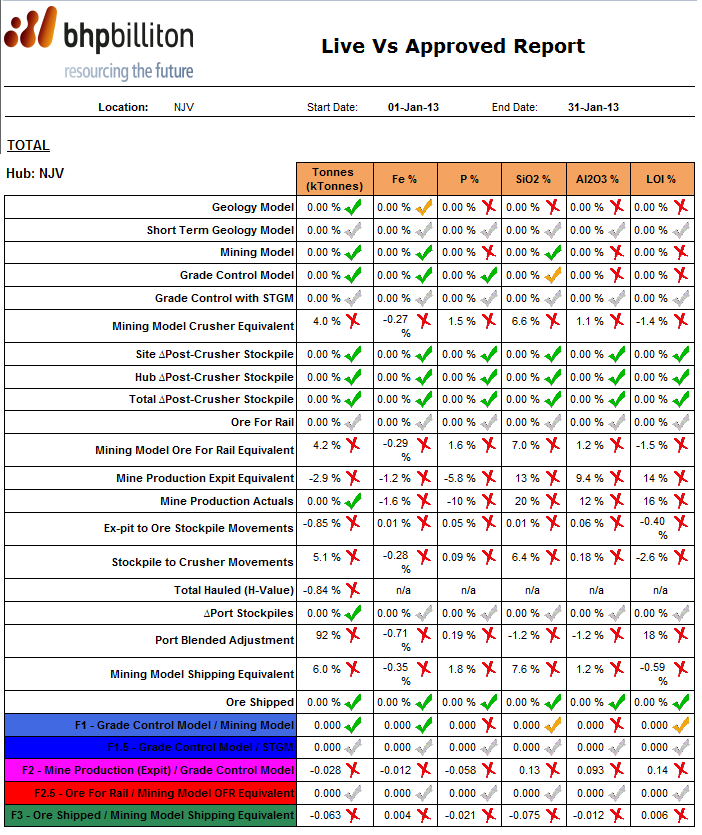 bhpbilliton
resourcing the future
Live Vs Approved Report
Location: NJV Start Date: 01-Jan-13 End Date: 31-Jan-13
TOTAL
Hub: NJV
Tonnes (kTonnes) Fe % P % SiO2 % Al2O3 % LOI %
Geology Model 0.00 % 0.00 % 0.00 % 0.00 % 0.00 % 0.00 %
Short Term Geology Model 0.00 % 0.00 % 0.00 % 0.00 % 0.00 % 0.00 %
Mining Model 0.00 % 0.00 % 0.00 % 0.00 % 0.00 % 0.00 %
Grade Control Model 0.00 % 0.00 % 0.00 % 0.00 % 0.00 % 0.00 %
Grade Control with STGM 0.00 % 0.00 % 0.00 % 0.00 % 0.00 % 0.00 %
Mining Model Crusher Equivalent 4.0 % -0.27 % 1.5 % 6.6 % 1.1 % -1.4 %
Site ∆Post-Crusher Stockpile 0.00 % 0.00 % 0.00 % 0.00 % 0.00 % 0.00 %
Hub ∆Post-Crusher Stockpile 0.00 % 0.00 % 0.00 % 0.00 % 0.00 % 0.00 %
Total ∆Post-Crusher Stockpile 0.00 % 0.00 % 0.00 % 0.00 % 0.00 % 0.00 %
Ore For Rail 0.00 % 0.00 % 0.00 % 0.00 % 0.00 % 0.00 %
Mining Model Ore For Rail Equivalent 4.2 % -0.29 % 1.6 % 7.0 % 1.2 % -1.5 %
Mine Production Expit Equivalent -2.9 % -1.2 % -5.8 % 13 % 9.4 % 14 %
Mine Production Actuals 0.00 % -1.6 % -10 % 20 % 12 % 16 %
Ex-pit to Ore Stockpile Movements -0.85 % 0.01 % 0.05 % 0.01 % 0.06 % -0.40 %
Stockpile to Crusher Movements 5.1 % -0.28 % 0.09 % 6.4 % 0.18 % -2.6 %
Total Hauled (H-Value) -0.84 % n/a n/a n/a n/a n/a
∆Port Stockpiles 0.00 % 0.00 % 0.00 % 0.00 % 0.00 % 0.00 %
Port Blended Adjustment 92 % -0.71 % 0.19 % -1.2 % -1.2 % 18 %
Mining Model Shipping Equivalent 6.0 % -0.35 % 1.8 % 7.6 % 1.2 % -0.59 %
Ore Shipped 0.00 % 0.00 % 0.00 % 0.00 % 0.00 % 0.00 %
F1 - Grade Control Model / Mining Model 0.000 0.000 0.000 0.000 0.000 0.000
F1.5 - Grade Control Model / STGM 0.000 0.000 0.000 0.000 0.000 0.000
F2 - Mine Production (Expit) / Grade Control Model -0.028 -0.012 -0.058 0.13 0.093 0.14
F2.5 - Ore For Rail / Mining Model OFR Equivalent 0.000 0.000 0.000 0.000 0.000 0.000
F3 - Ore Shipped / Mining Model Shipping Equivalent -0.063 0.004 -0.021 -0.075 -0.012 0.006